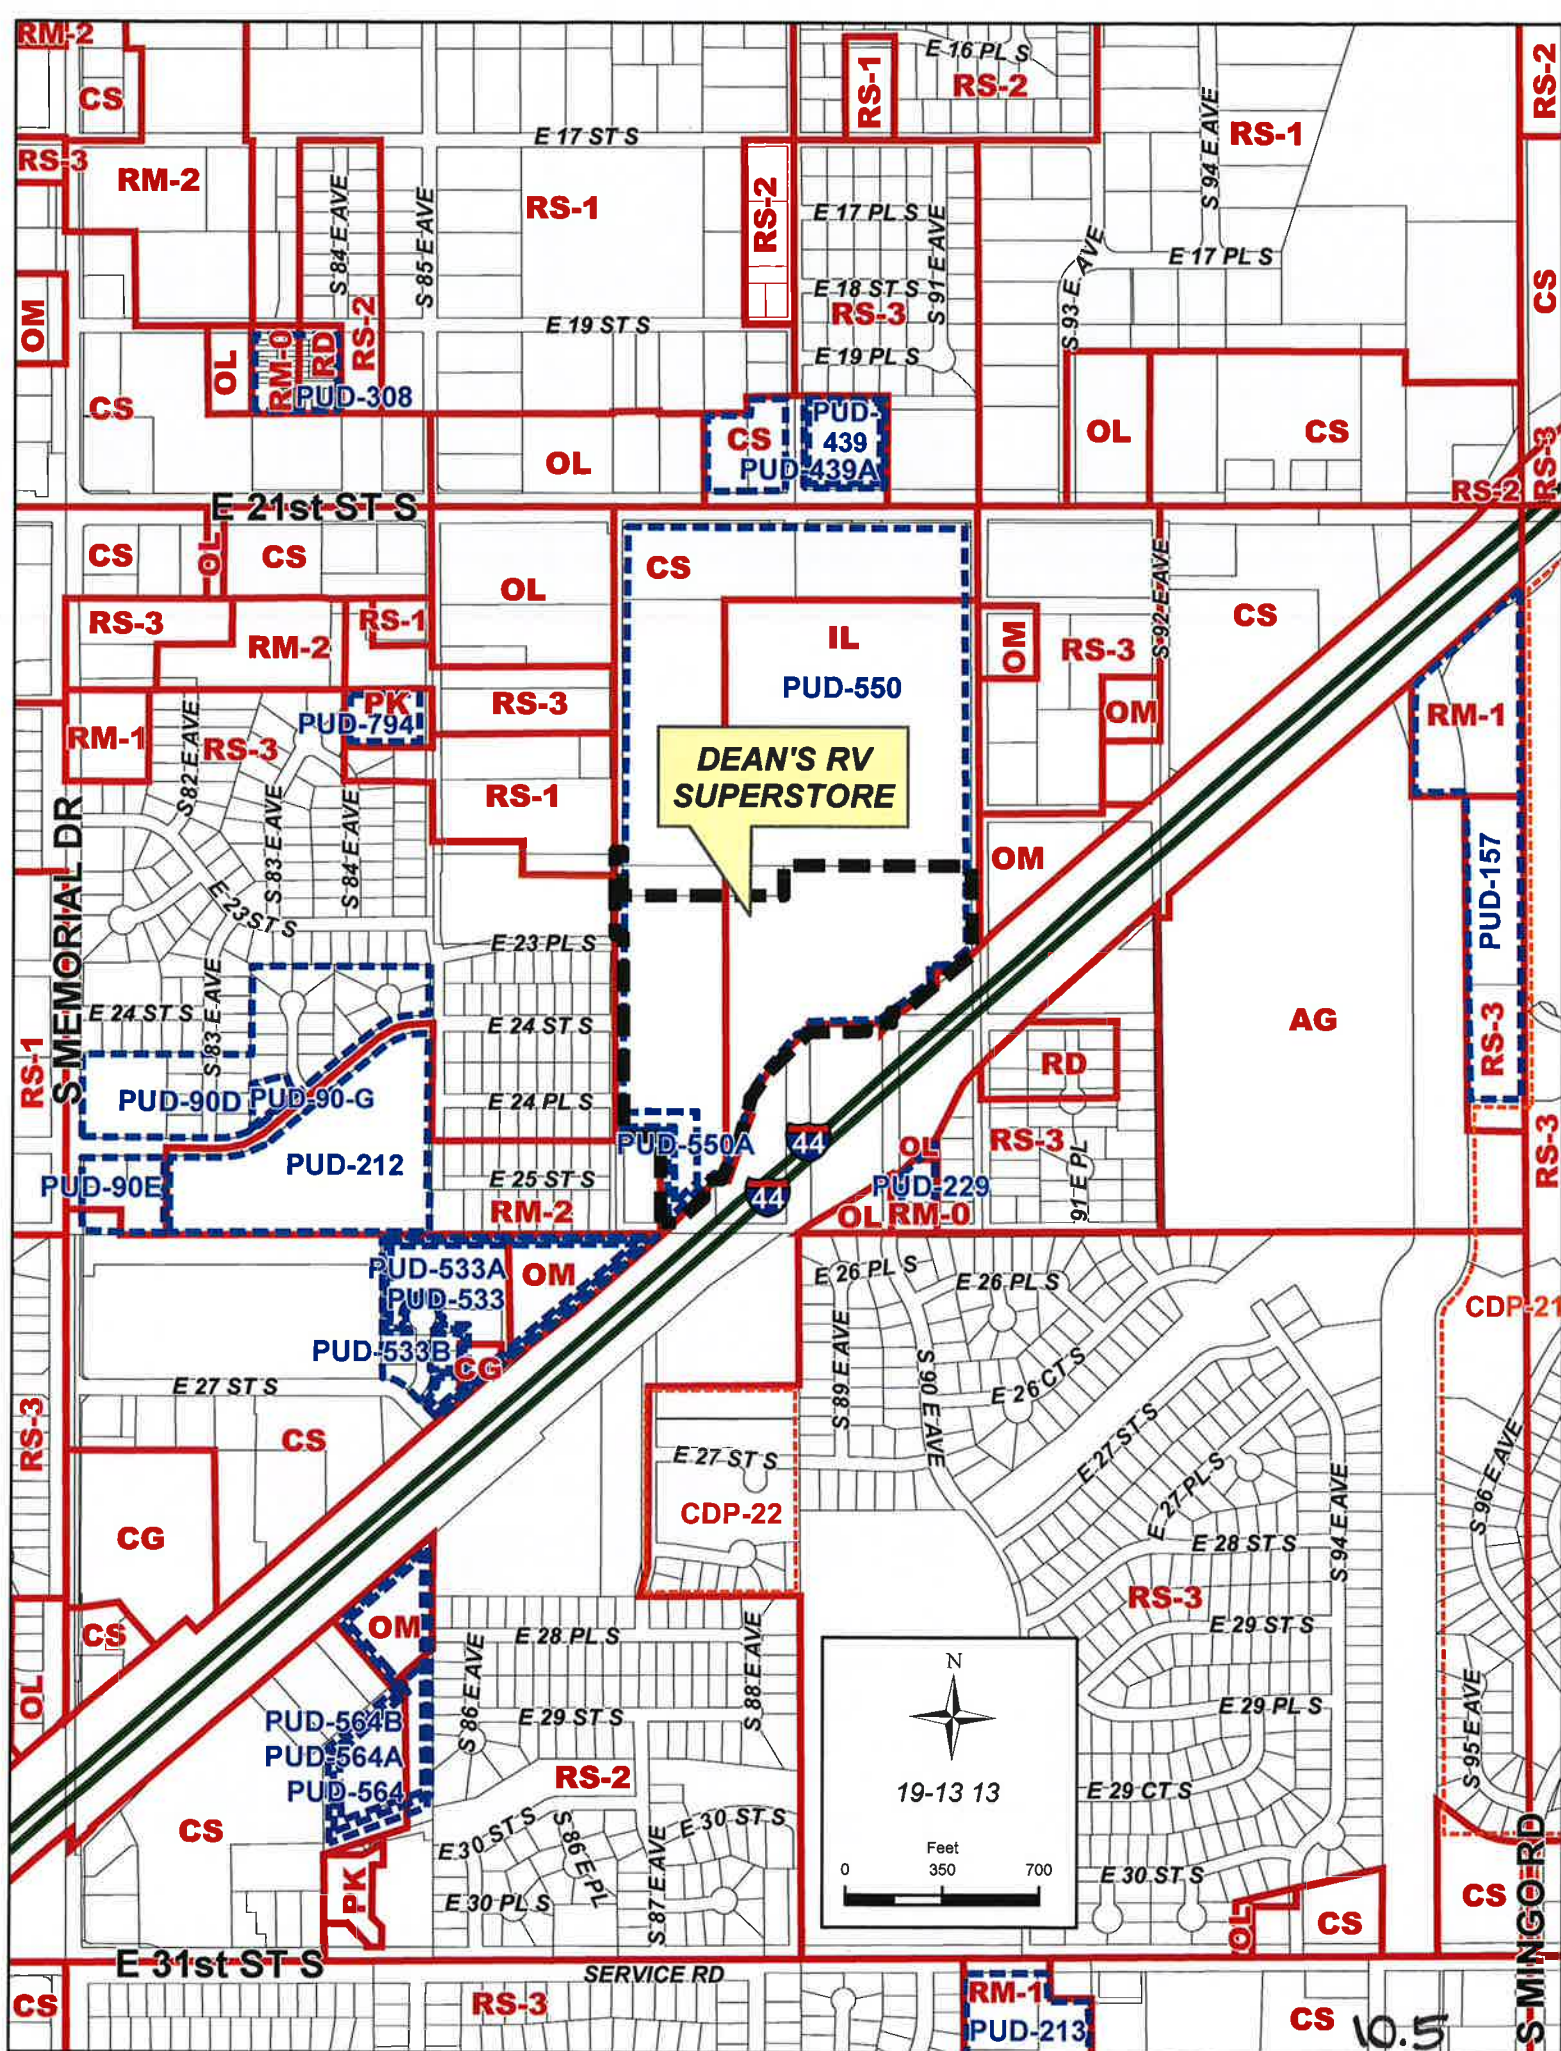 RM-2
CS
RS-1
E 16 PL S
RS-2
RS-2
RS-3
RM-2
E 17 ST S
S 94 E AVE
RS-1
S 84 E AVE
S 85 E AVE
RS-1
RS-2
E 17 PL S
S 91 E AVE
S 93 E AVE
E 17 PL S
OM
E 18 ST S
RS-3
CS
E 19 ST S
E 19 PL S
OL
RM-0
RD
RS-2
PUD-308
CS
OL
CS
PUD-
439
PUD-439A
OL
CS
RS-3
RS-2
E 21st ST S
CS
OL
CS
OL
CS
S 92 E AVE
CS
RS-3
RM-2
RS-1
IL
PUD-550
OM
RS-3
RS-3
PK
PUD-794
OM
RM-1
RM-1
S 82 E AVE
RS-3
DEAN'S RV
SUPERSTORE
RS-1
S 83 E AVE
S 84 E AVE
S MEMORIAL DR
OM
PUD-157
E 23 ST S
E 23 PL S
S 83 E AVE
E 24 ST S
E 24 ST S
AG
RS-1
RD
RS-3
PUD-90D
PUD-90-G
E 24 PL S
PUD-550A
44
OL
RS-3
RS-3
PUD-212
PUD-90E
E 25 ST S
44
PUD-229
91 E PL
RM-2
OL
RM-0
PUD-533A
OM
E 26 PL S
E 26 PL S
PUD-533
CDP-21
PUD-533B
CG
S 89 E AVE
S 90 E AVE
E 26 CT S
E 27 ST S
RS-3
CS
E 27 ST S
E 27 ST S
E 27 PL S
S 96 E AVE
CG
CDP-22
S 94 E AVE
E 28 ST S
RS-3
CS
OM
E 28 PL S
S 86 E AVE
S 88 E AVE
E 29 ST S
OL
PUD-564B
PUD-564A
PUD-564
E 29 ST S
N
E 29 PL S
S 95 E AVE
RS-2
19-13 13
E 29 CT S
CS
E 30 ST S
S 86 E PL
S 87 E AVE
E 30 ST S
Feet
0 350 700
E 30 ST S
PK
E 30 PL S
OL
CS
CS
S MINGO RD
E 31st ST S
SERVICE RD
CS
RS-3
RM-1
PUD-213
CS
10.5